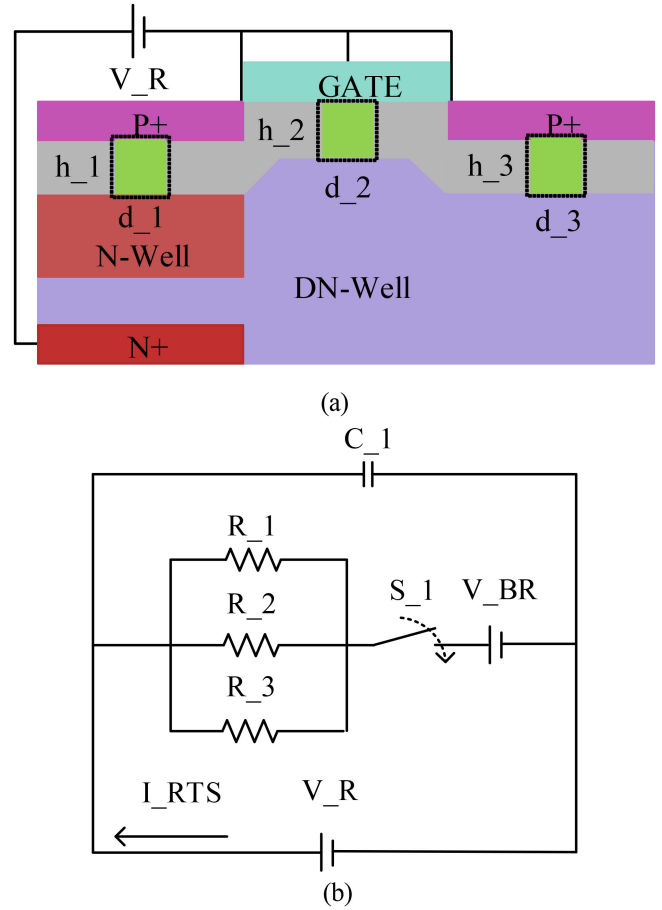 V_R
GATE
P+
h_1
d_1
h_2
d_2
P+
h_3
d_3
N-Well
DN-Well
N+
(a)
C_1
R_1
R_2
R_3
S_1
V_BR
I_RTS
V_R
(b)